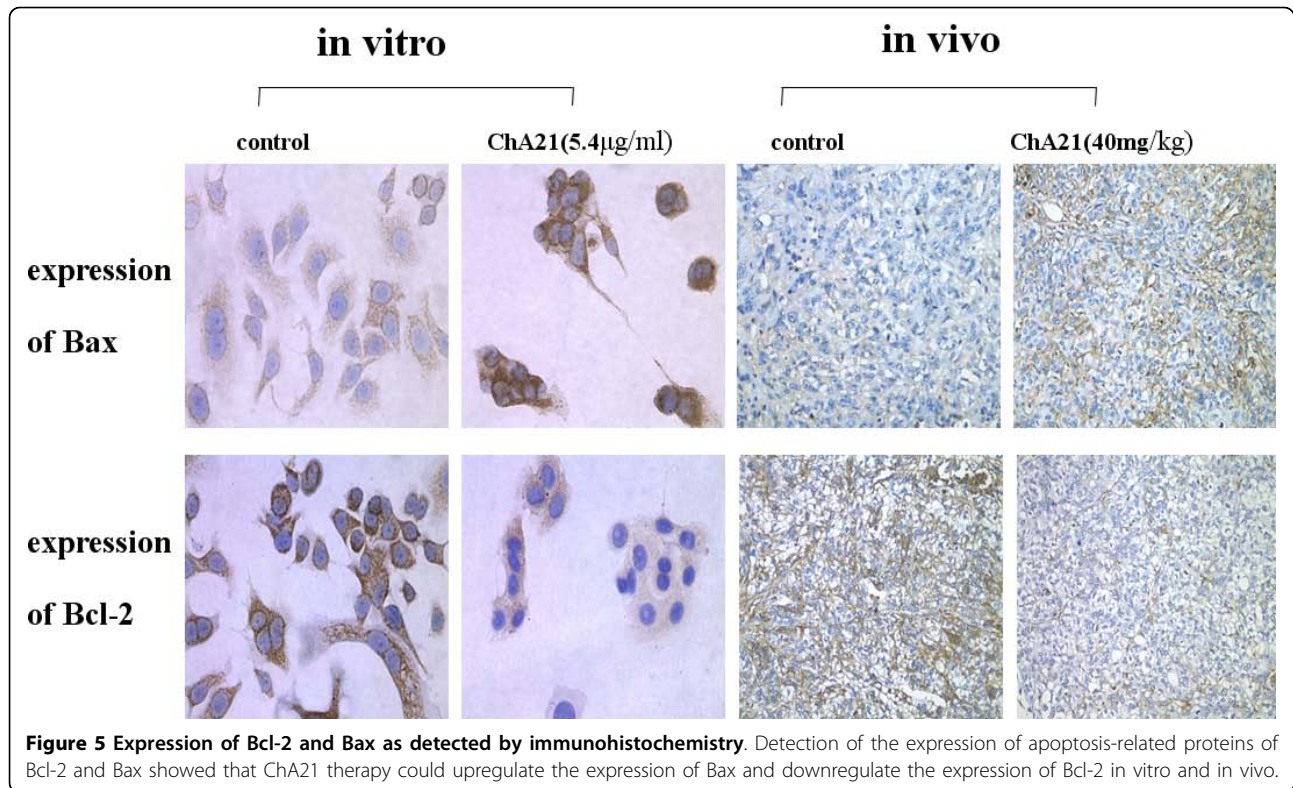 in vitro in vivo
control ChA21(5.4μg/ml) control ChA21(40mg/kg)
expression
of Bax
expression
of Bcl-2
Figure 5 Expression of Bcl-2 and Bax as detected by immunohistochemistry. Detection of the expression of apoptosis-related proteins of
Bcl-2 and Bax showed that ChA21 therapy could upregulate the expression of Bax and downregulate the expression of Bcl-2 in vitro and in vivo.